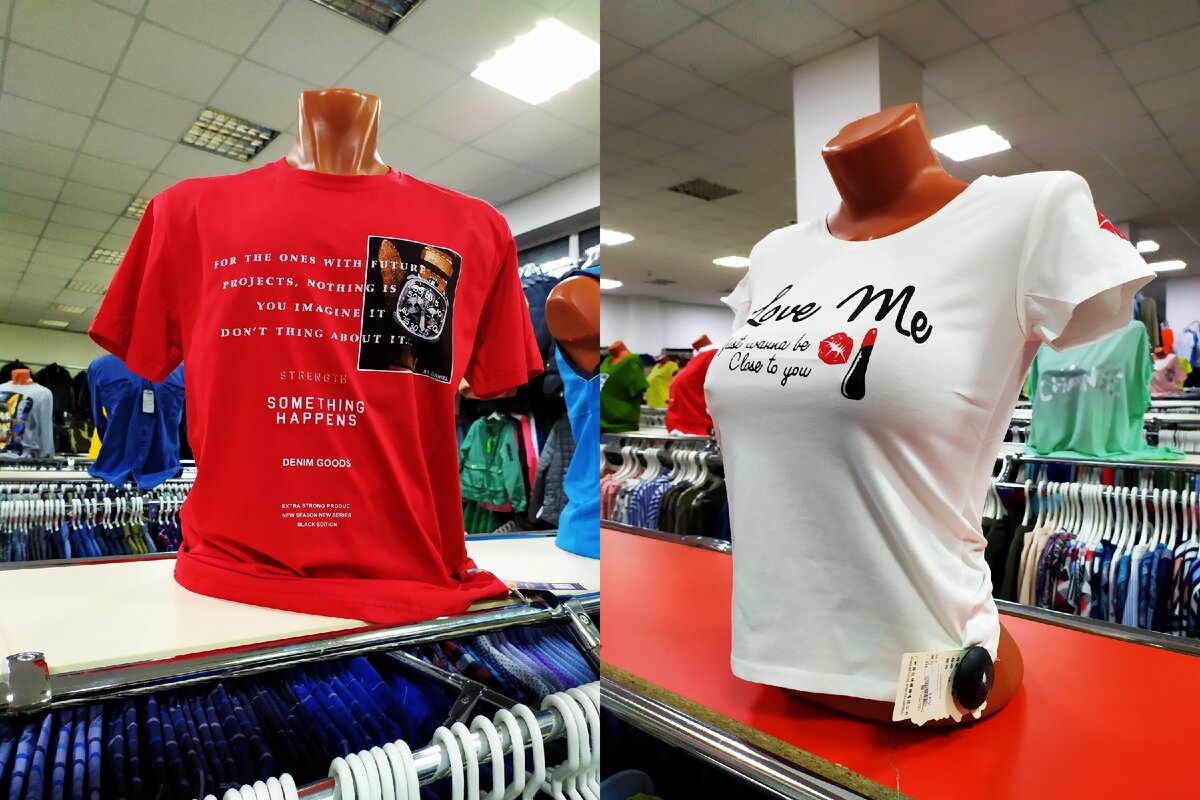 FOR THE ONES WITH FUTURE
PROJECTS, NOTHING IS
YOU IMAGINE IT
DON'T THING ABOUT IT...
STRENGTH
SOMETHING
HAPPENS
DENIM GOODS
EXTRA STRONG PRODUC
NEW SEASON NEW SERIES
BLACK EDITION
Love Me
just wanna be
Close to you